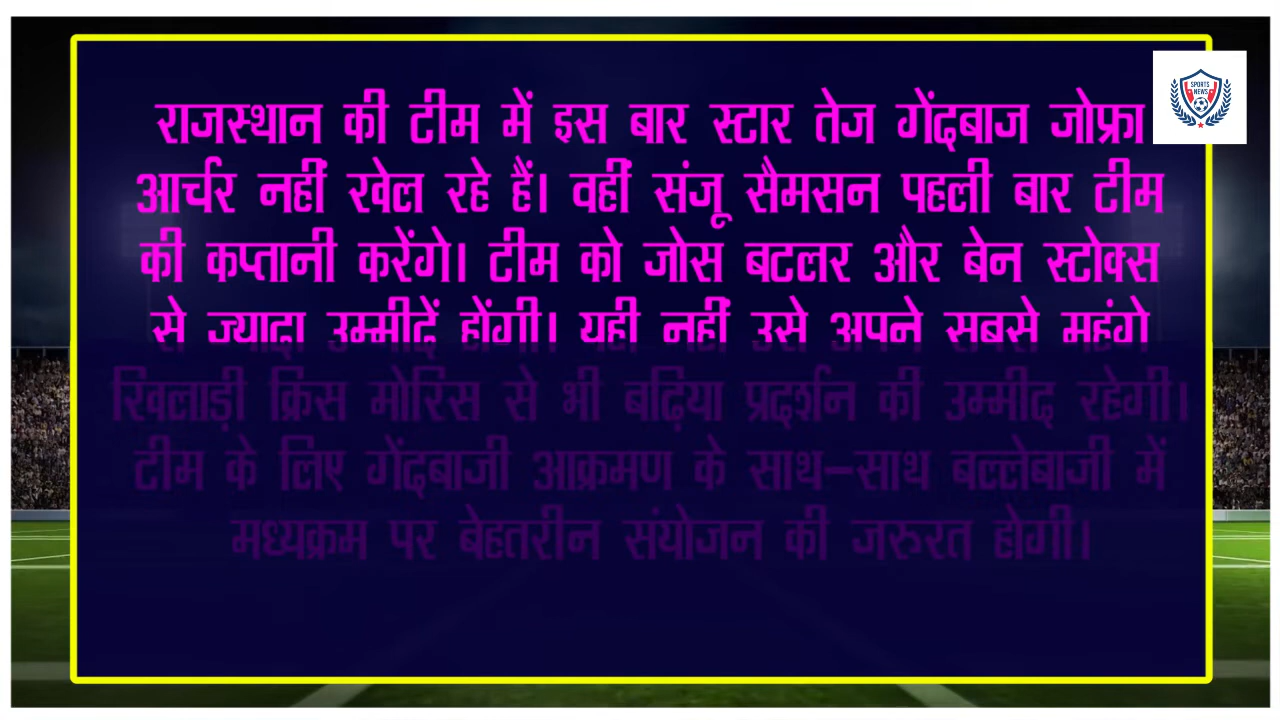 राजस्थान की टीम में इस बार स्टार तेज गेंदबाज जोफ्रा
आर्चर नहीं खेल रहे हैं। वहीं संजू सैमसन पहली बार टीम
की कप्तानी करेंगे। टीम को जोस बटलर और बेन स्टोक्स
से ज्यादा उम्मीदें होंगी। यही नहीं उसे अपने सबसे महंगे
खिलाड़ी क्रिस मोरिस से भी बढ़िया प्रदर्शन की उम्मीद रहेगी।
टीम के लिए गेंदबाजी आक्रमण के साथ-साथ बल्लेबाजी में
मध्यक्रम पर बेहतरीन संयोजन की जरुरत होगी।
SPORTS
NEWS